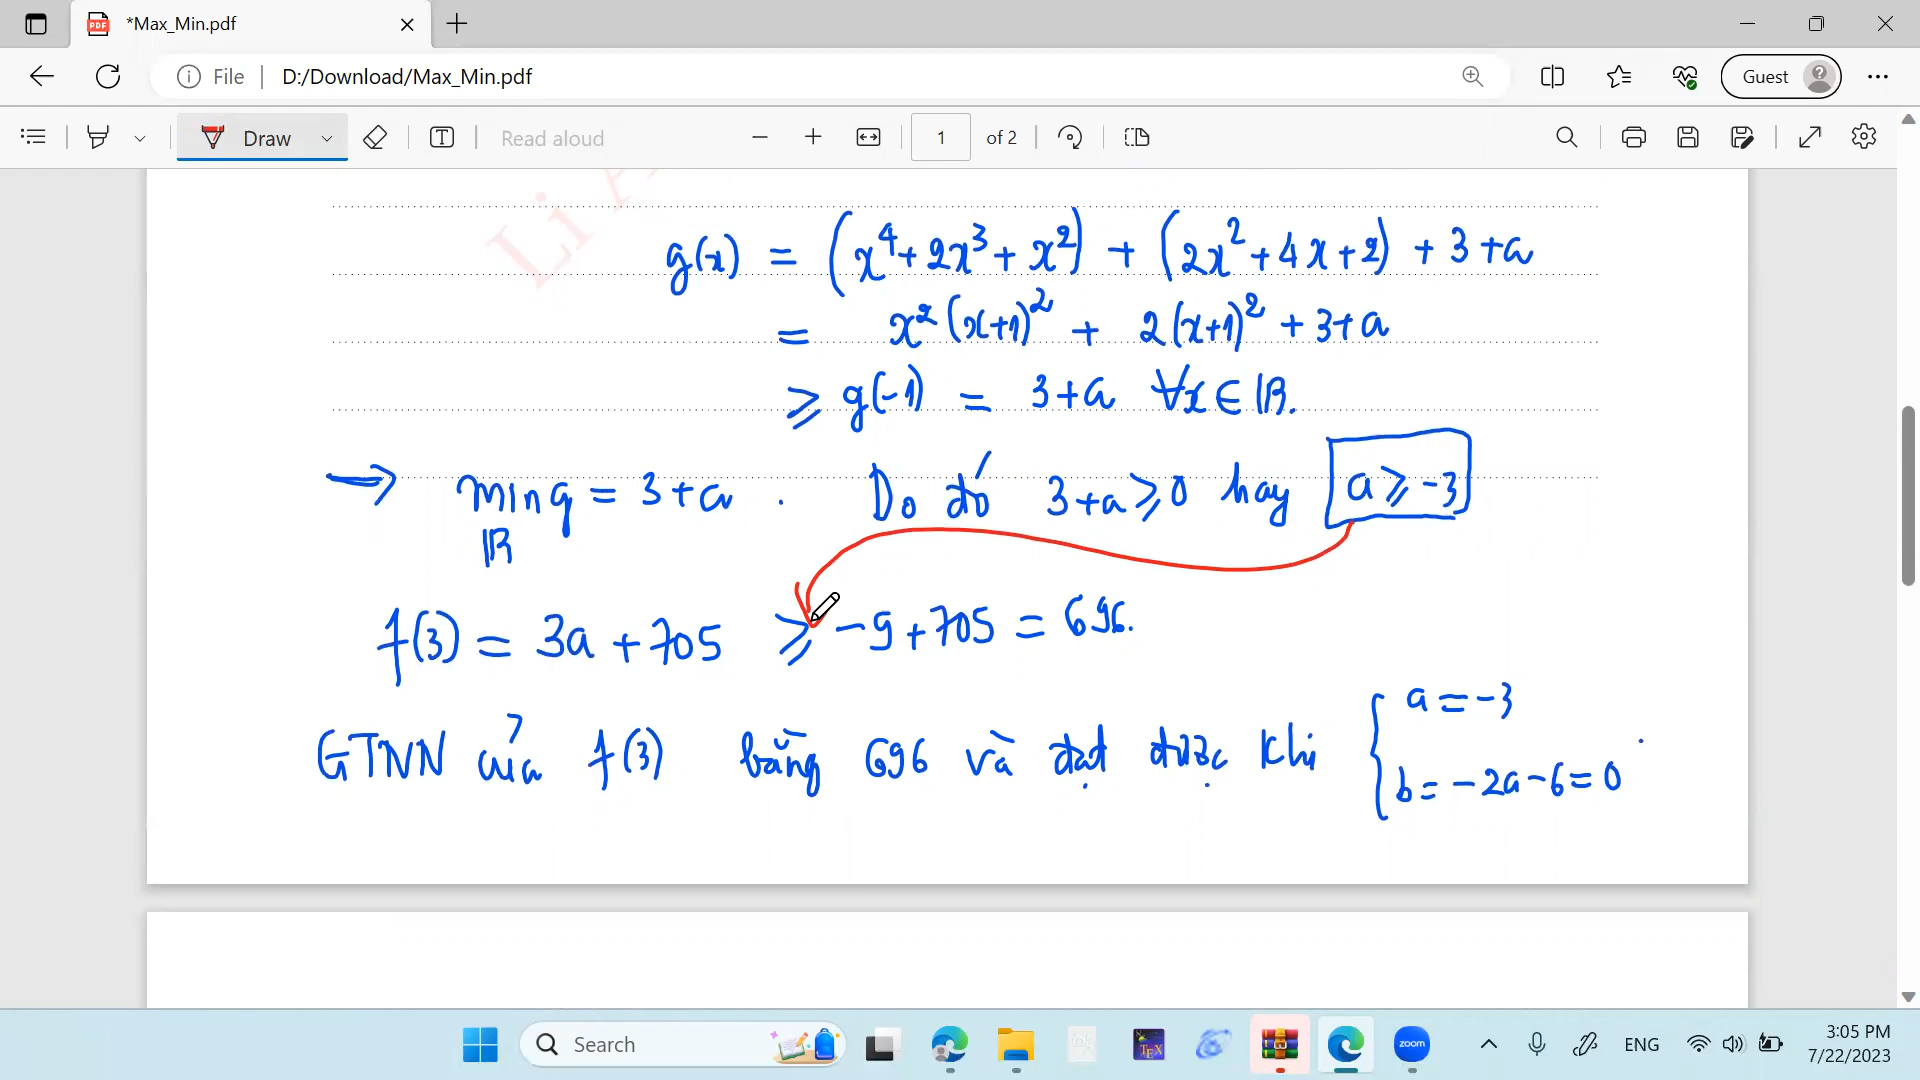 *Max_Min.pdf
File D:/Download/Max_Min.pdf Guest
Draw Read aloud 1 of 2
Li
g(x) = (x⁴+2x³+x²) + (2x²+4x+2) + 3+a
= x²(x+1)² + 2(x+1)² + 3+a
⩾ g(-1) = 3+a ∀x∈ℝ.
→ min g = 3+a . Do đó 3+a⩾0 hay a⩾-3
ℝ
f(3) = 3a+705 ⩾ -9+705 = 696.
GTNN của f(3) bằng 696 và đạt được khi { a=-3
b=-2a-6=0 .
Search
zoom
TEX
ENG
3:05 PM
7/22/2023